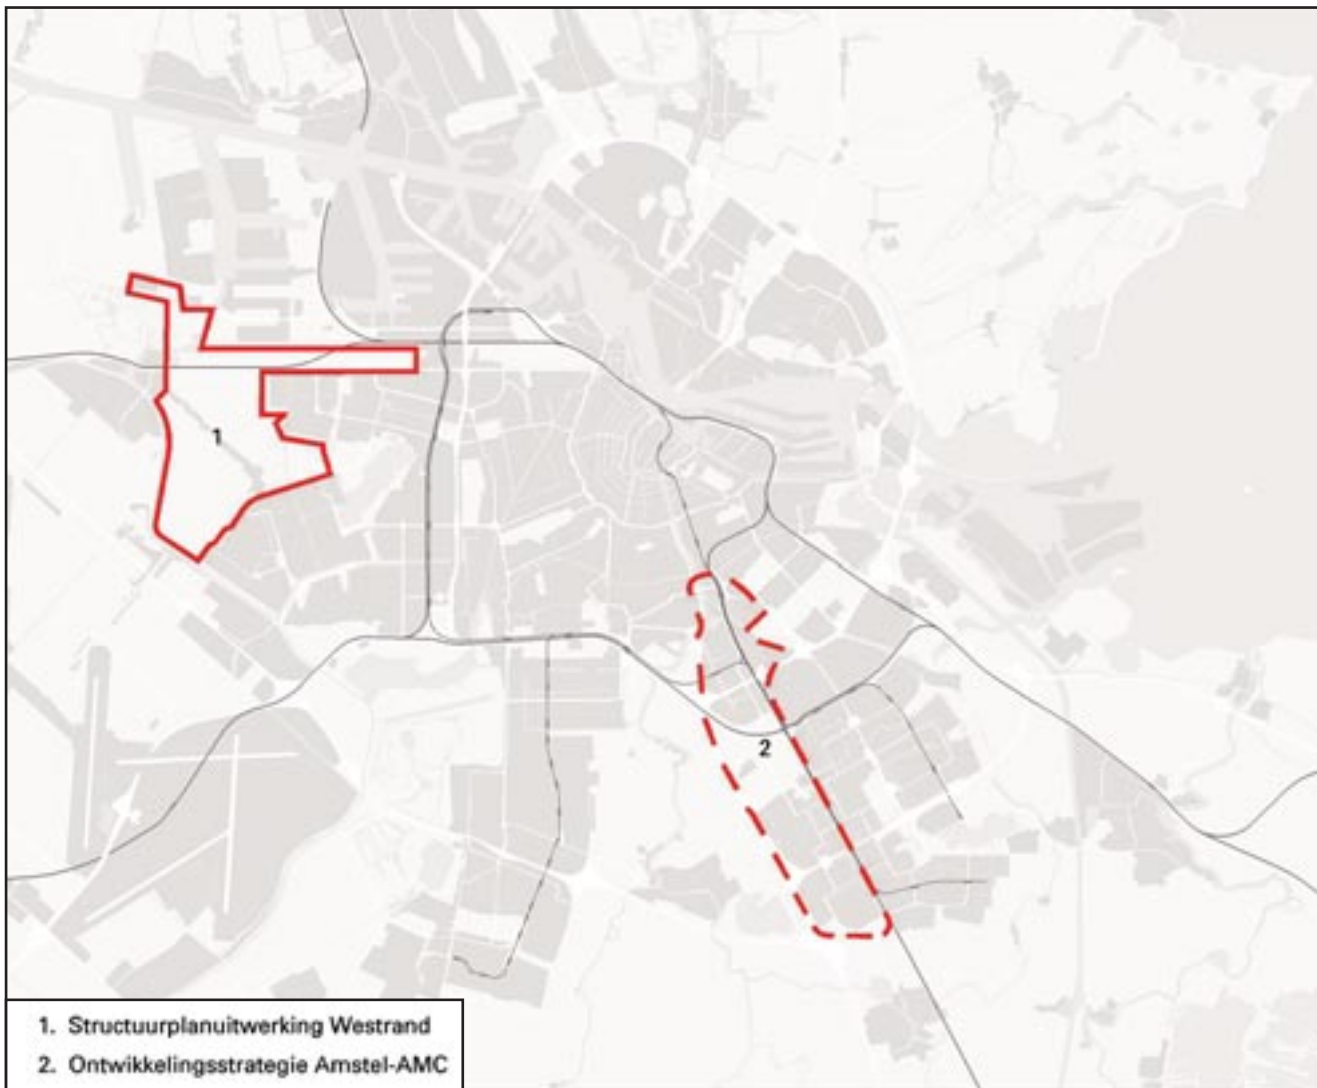 1
2
1. Structuurplanuitwerking Westrand
2. Ontwikkelingsstrategie Amstel-AMC